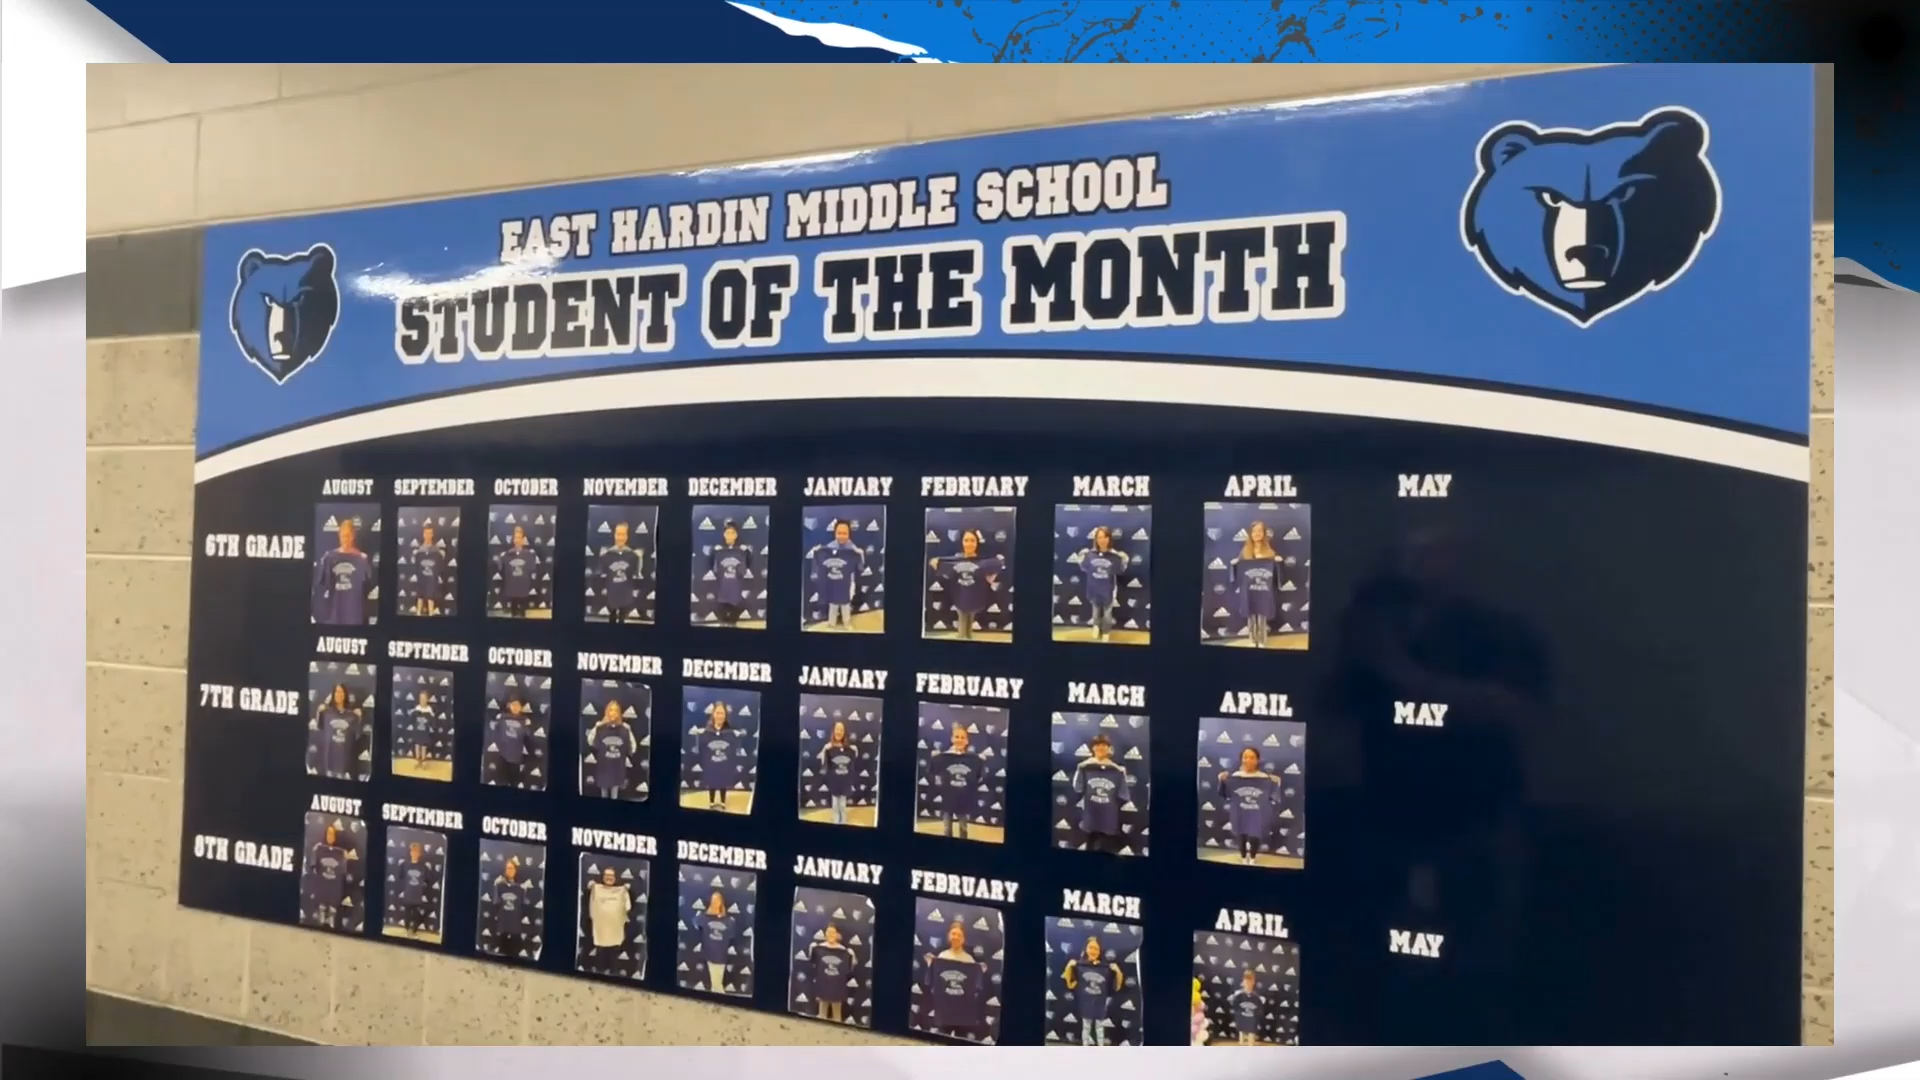 EAST HARDIN MIDDLE SCHOOL
STUDENT OF THE MONTH
AUGUST SEPTEMBER OCTOBER NOVEMBER DECEMBER JANUARY FEBRUARY MARCH APRIL MAY
6TH GRADE
AUGUST SEPTEMBER OCTOBER NOVEMBER DECEMBER JANUARY FEBRUARY MARCH APRIL MAY
7TH GRADE
AUGUST SEPTEMBER OCTOBER NOVEMBER DECEMBER JANUARY FEBRUARY MARCH APRIL MAY
8TH GRADE